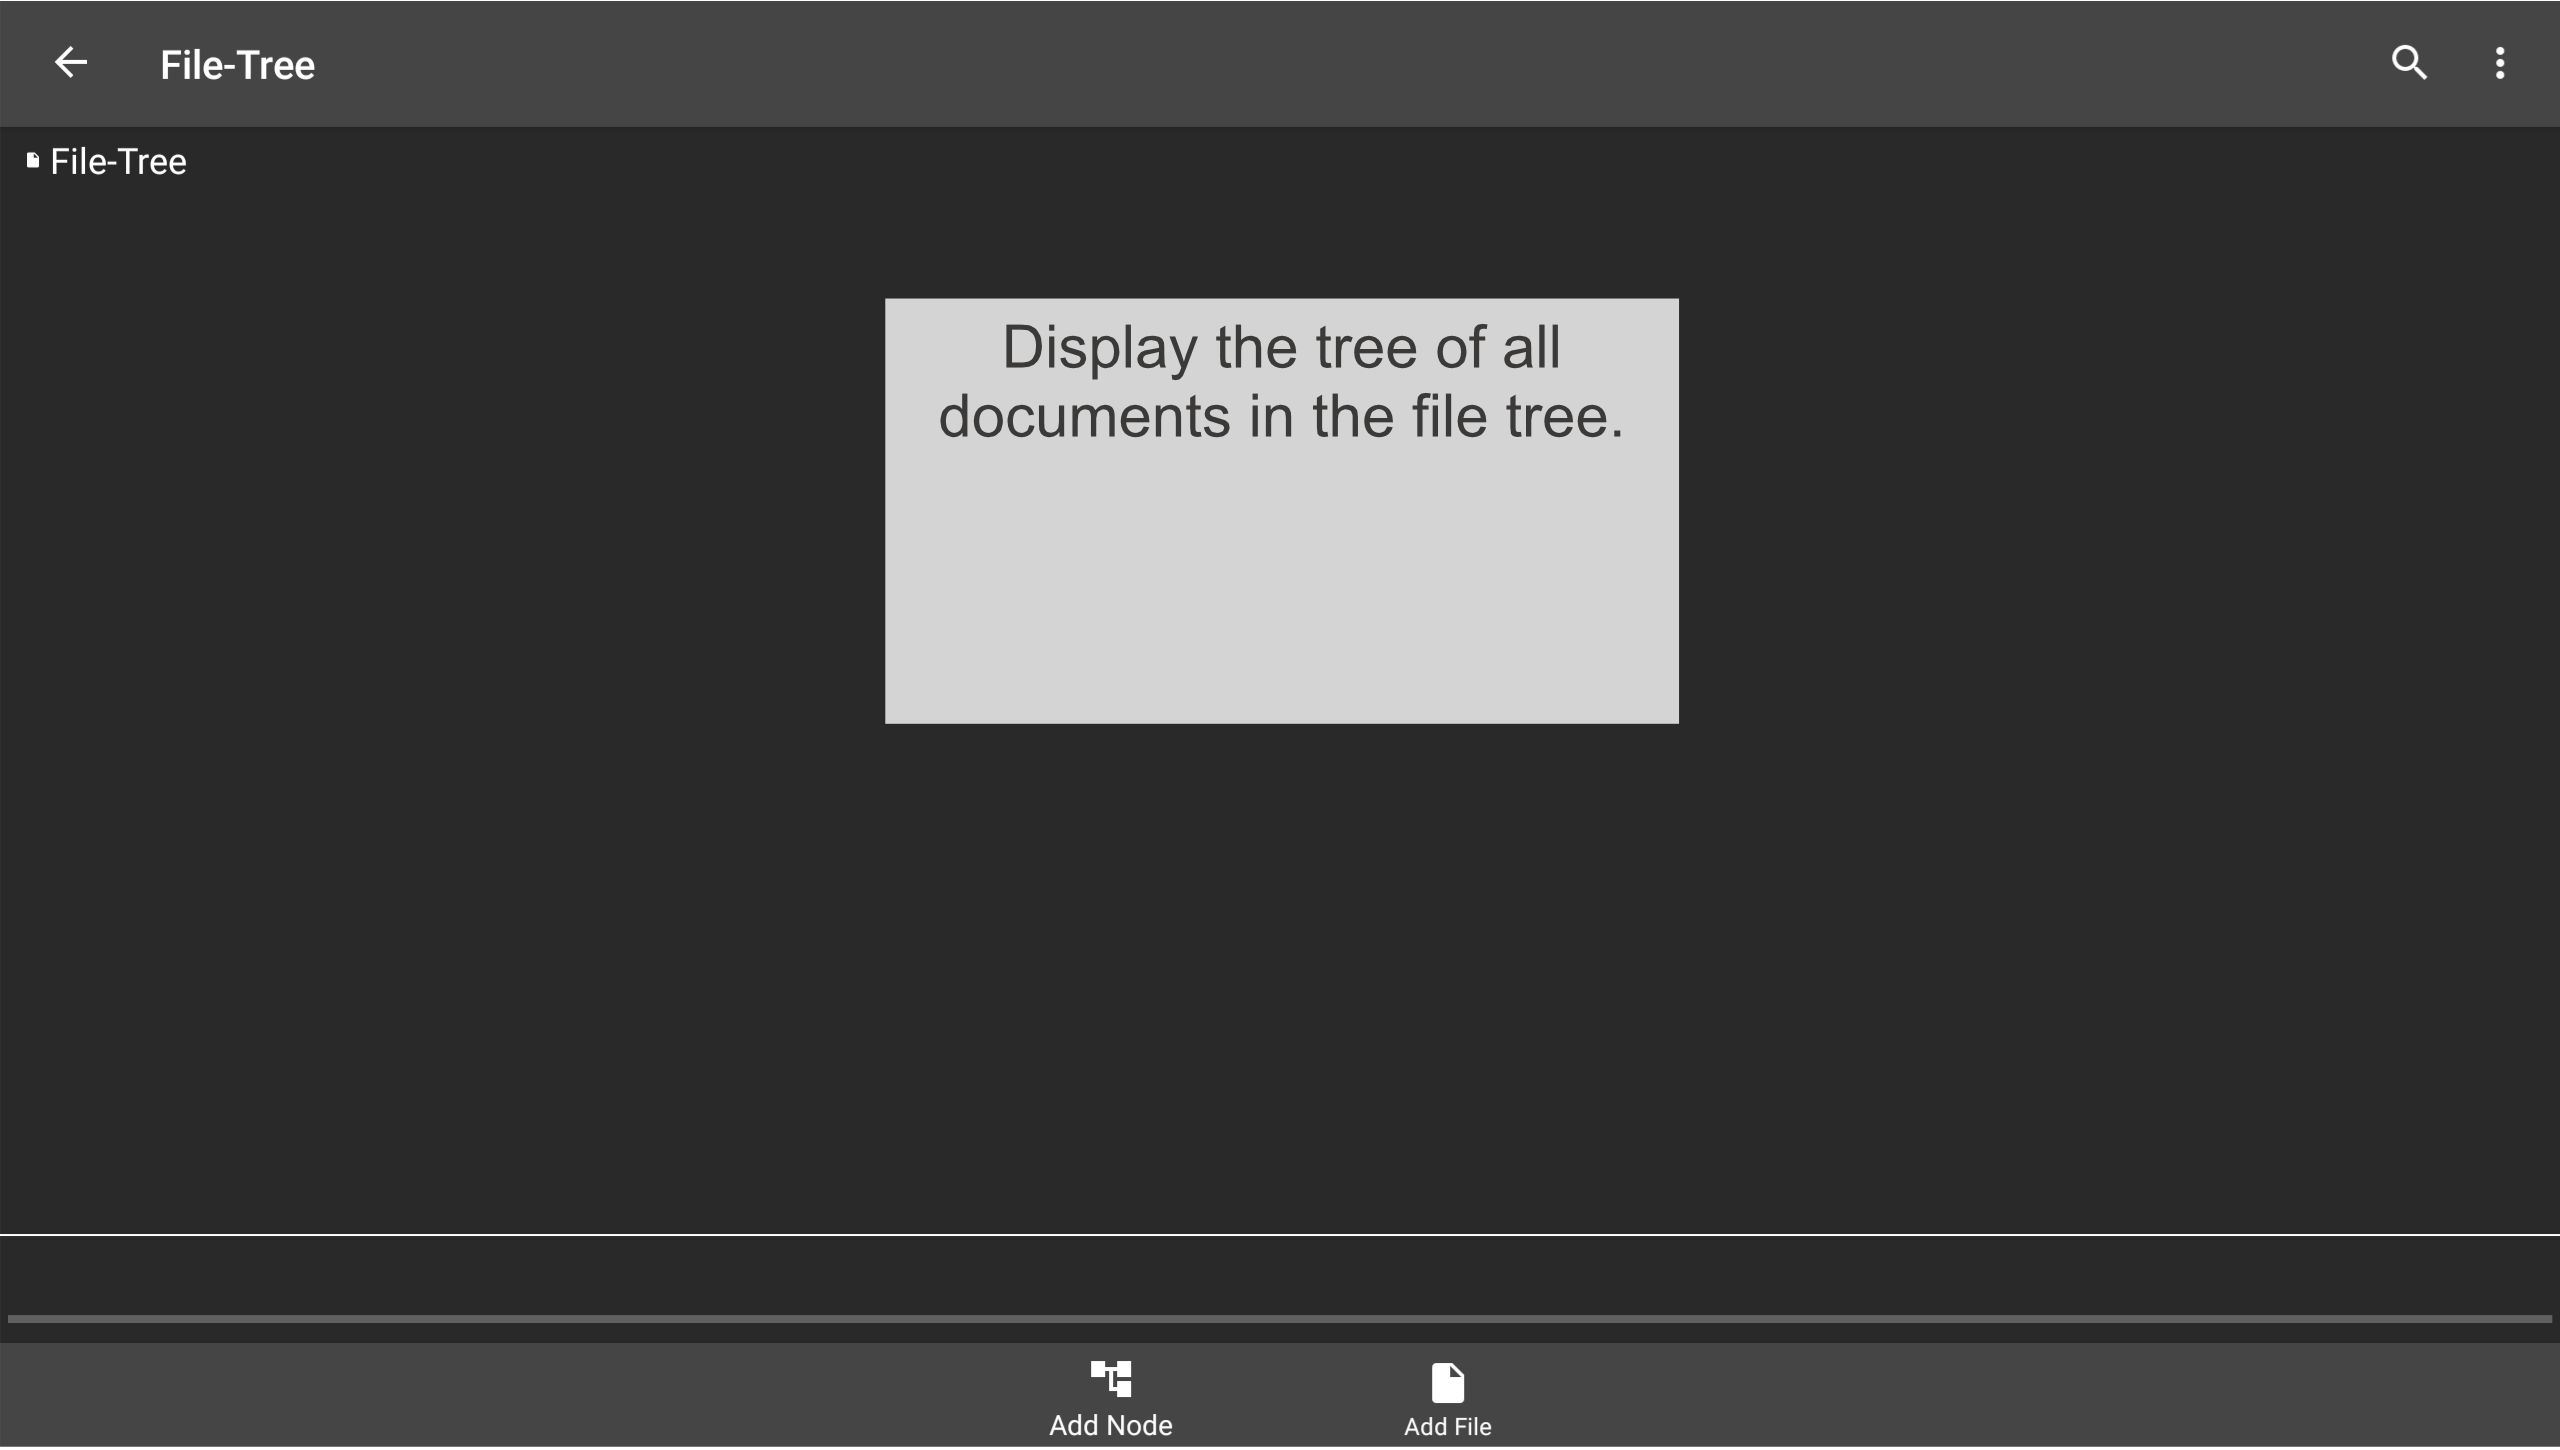 File-Tree
File-Tree
Display the tree of all
documents in the file tree.
Add Node
Add File